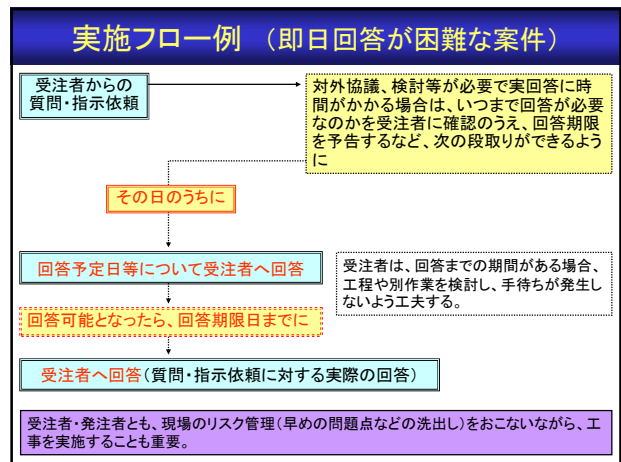 実施フロー例 （即日回答が困難な案件）
受注者からの
質問・指示依頼
対外協議、検討等が必要で実回答に時
間がかかる場合は、いつまで回答が必要
なのかを受注者に確認のうえ、回答期限
を予告するなど、次の段取りができるよう
に
その日のうちに
回答予定日等について受注者へ回答
受注者は、回答までの期間がある場合、
工程や別作業を検討し、手待ちが発生し
ないよう工夫する。
回答可能となったら、回答期限日までに
受注者へ回答（質問・指示依頼に対する実際の回答）
受注者・発注者とも、現場のリスク管理（早めの問題点などの洗出し）をおこないながら、工
事を実施することも重要。